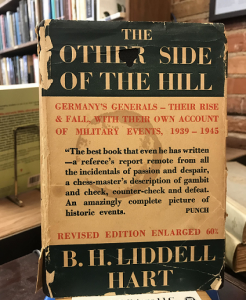 THE
OTHER SIDE
OF THE HILL
GERMANY'S GENERALS - THEIR RISE
& FALL, WITH THEIR OWN ACCOUNT
OF MILITARY EVENTS, 1939 - 1945
"The best book that even he has written
—a referee's report remote from all
the incidentals of passion and despair,
a chess-master's description of gambit
and check, counter-check and defeat.
An amazingly complete picture of
historic events. PUNCH
REVISED EDITION ENLARGED 60%
B. H. LIDDELL
HART